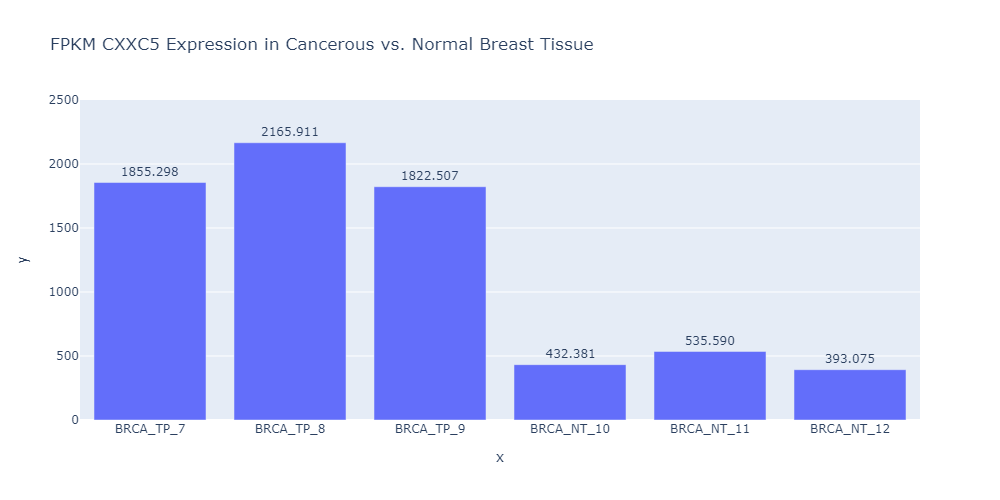 FPKM CXXC5 Expression in Cancerous vs. Normal Breast Tissue
2500
2000
1500
1000
500
0
y
1855.298
2165.911
1822.507
432.381
535.590
393.075
BRCA_TP_7
BRCA_TP_8
BRCA_TP_9
BRCA_NT_10
BRCA_NT_11
BRCA_NT_12
x